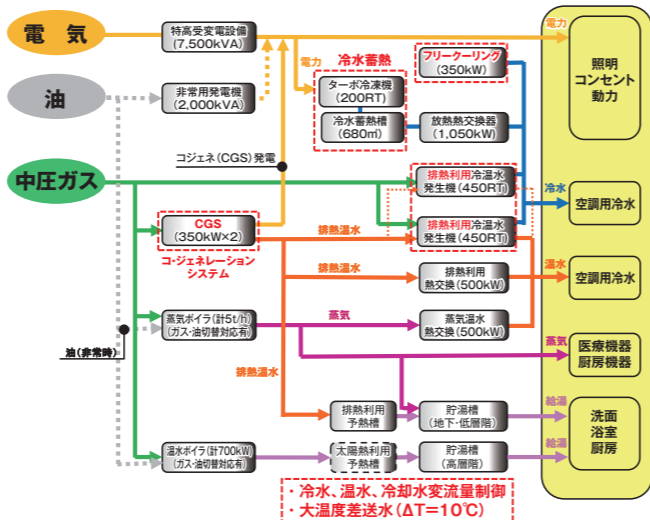 電気
特高受変電設備
(7,500kVA)
電力
照明
コンセント
動力
油
非常用発電機
(2,000kVA)
電力
冷水蓄熱
ターボ冷凍機
(200RT)
冷水蓄熱槽
(680㎥)
フリークーリング
(350kW)
放熱熱交換器
(1,050kW)
コジェネ(CGS)発電
中圧ガス
排熱利用冷温水
発生機(450RT)
排熱利用冷温水
発生機(450RT)
冷水
空調用冷水
CGS
(350kW×2)
コ・ジェネレーション
システム
排熱温水
排熱温水
排熱利用
熱交換(500kW)
温水
空調用冷水
蒸気ボイラ(計5t/h)
(ガス・油切替対応有)
蒸気
蒸気温水
熱交換(500kW)
蒸気
医療機器
厨房機器
油(非常時)
排熱温水
排熱利用
予熱槽
貯湯槽
(地下・低層階)
給湯
洗面
浴室
厨房
温水ボイラ(計700kW)
(ガス・油切替対応有)
太陽熱利用
予熱槽
貯湯槽
(高層階)
給湯
・冷水、温水、冷却水変流量制御
・大温度差送水(ΔT=10℃)